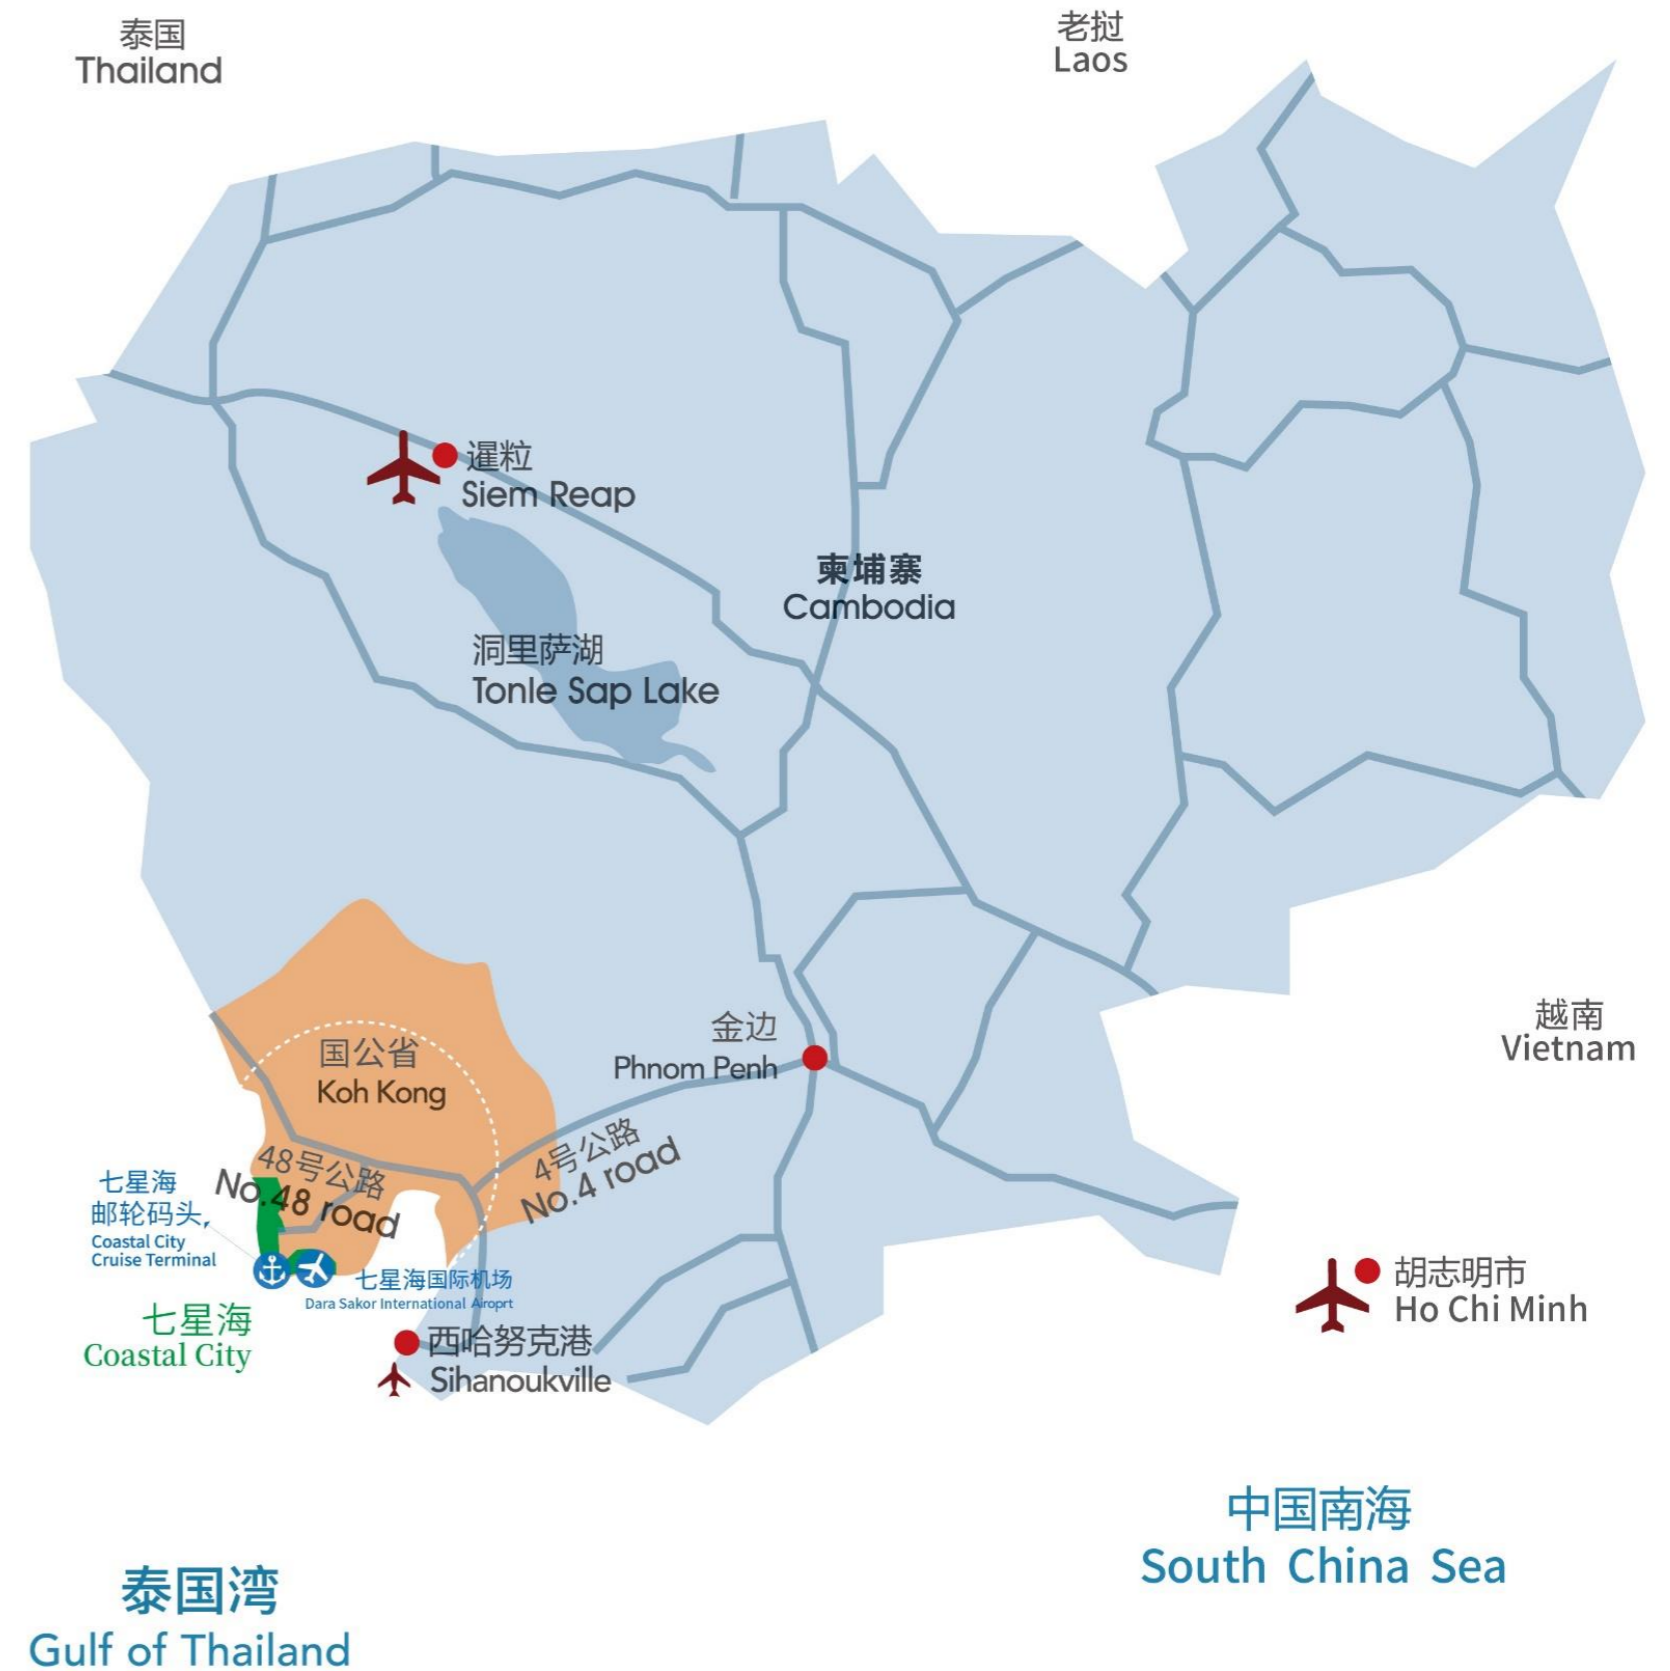 泰国
Thailand
老挝
Laos
暹粒
Siem Reap
柬埔寨
Cambodia
洞里萨湖
Tonle Sap Lake
金边
Phnom Penh
越南
Vietnam
国公省
Koh Kong
4号公路
No.4 road
48号公路
No.48 road
七星海
邮轮码头
Coastal City
Cruise Terminal
七星海国际机场
Dara Sakor International Airoprt
七星海
Coastal City
西哈努克港
Sihanoukville
胡志明市
Ho Chi Minh
中国南海
South China Sea
泰国湾
Gulf of Thailand